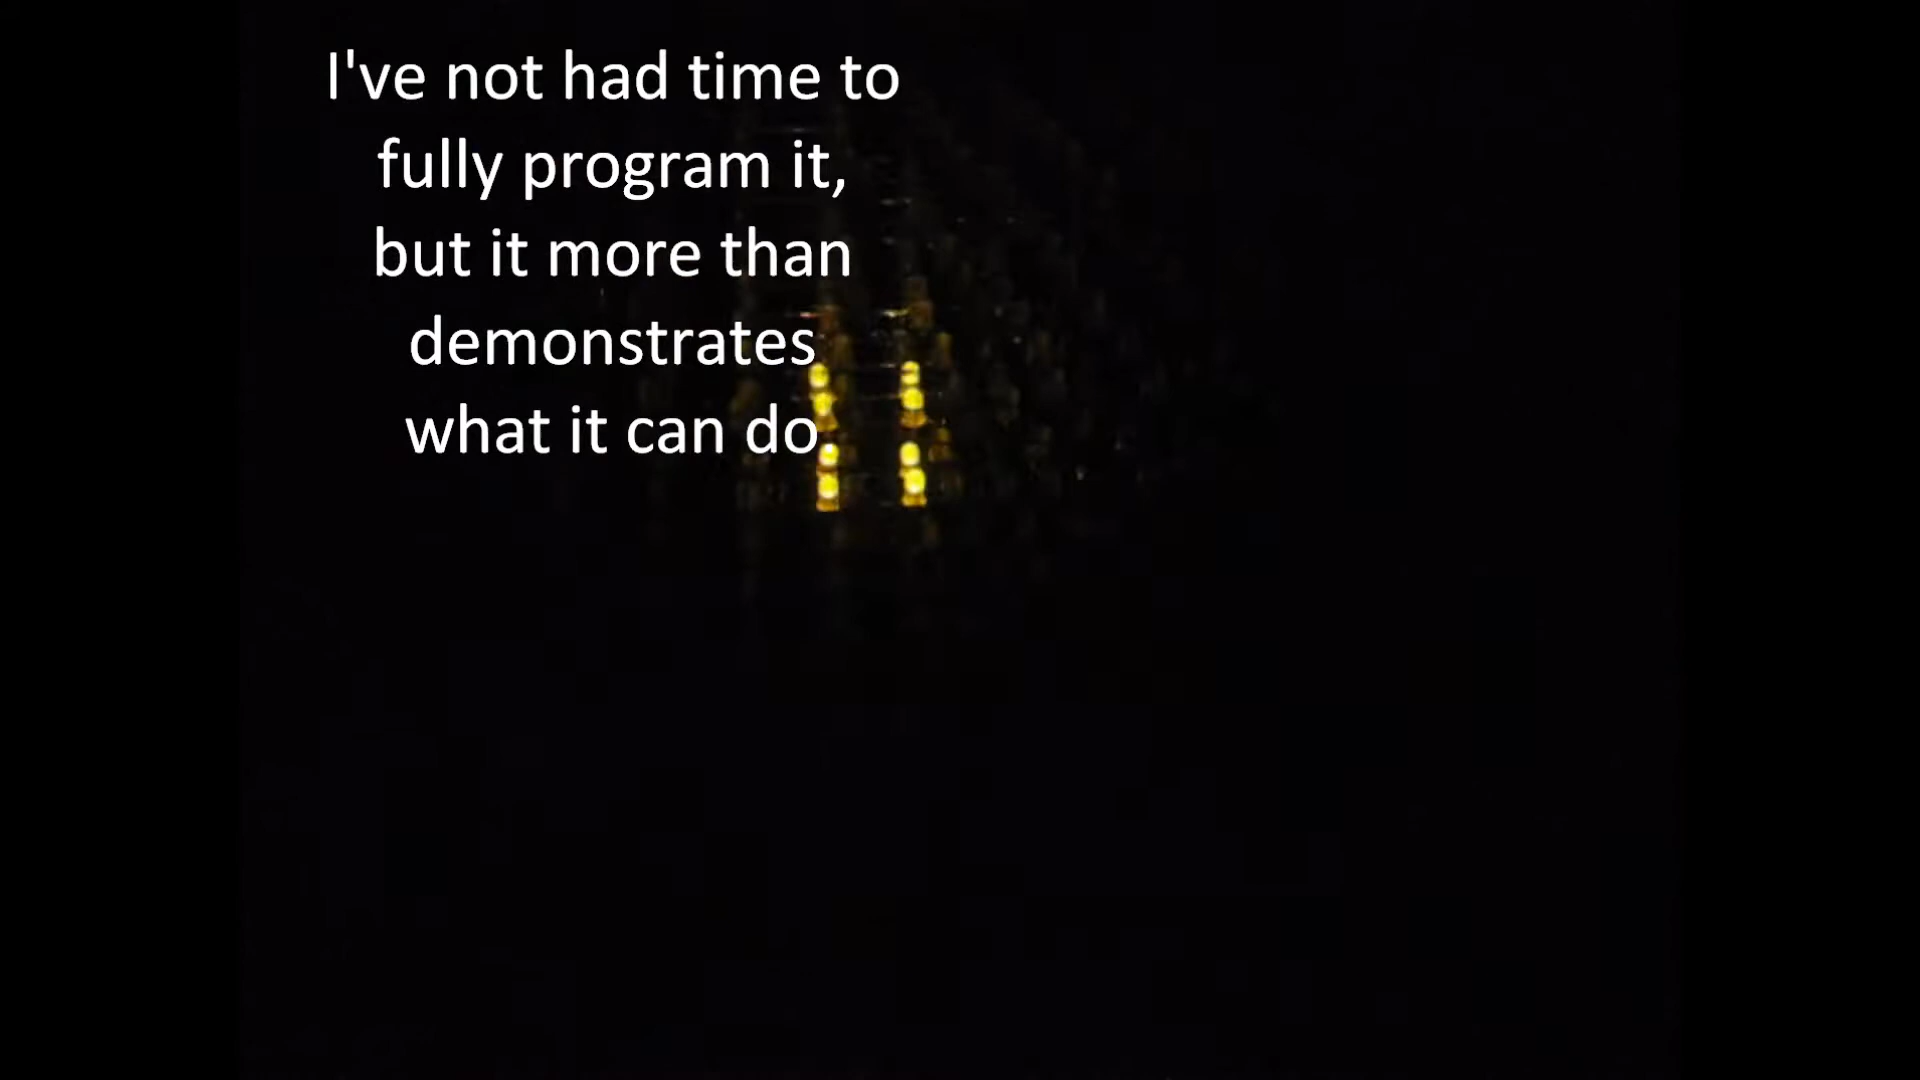 I've not had time to
fully program it,
but it more than
demonstrates
what it can do